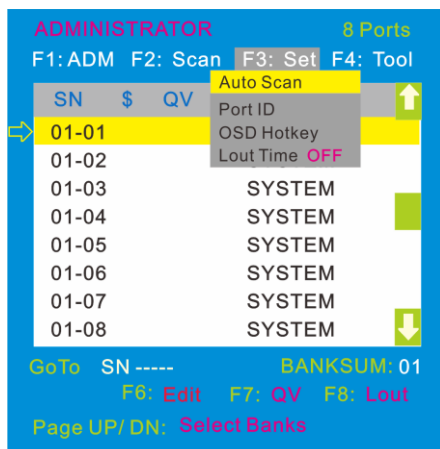 ADMINISTRATOR 8 Ports
F1: ADM F2: Scan F3: Set F4: Tool
Auto Scan
SN $ QV
Port ID
01-01
OSD Hotkey
Lout Time OFF
01-02
01-03 SYSTEM
01-04 SYSTEM
01-05 SYSTEM
01-06 SYSTEM
01-07 SYSTEM
01-08 SYSTEM
GoTo SN ----- BANKSUM: 01
F6: Edit F7: QV F8: Lout
Page UP/ DN: Select Banks